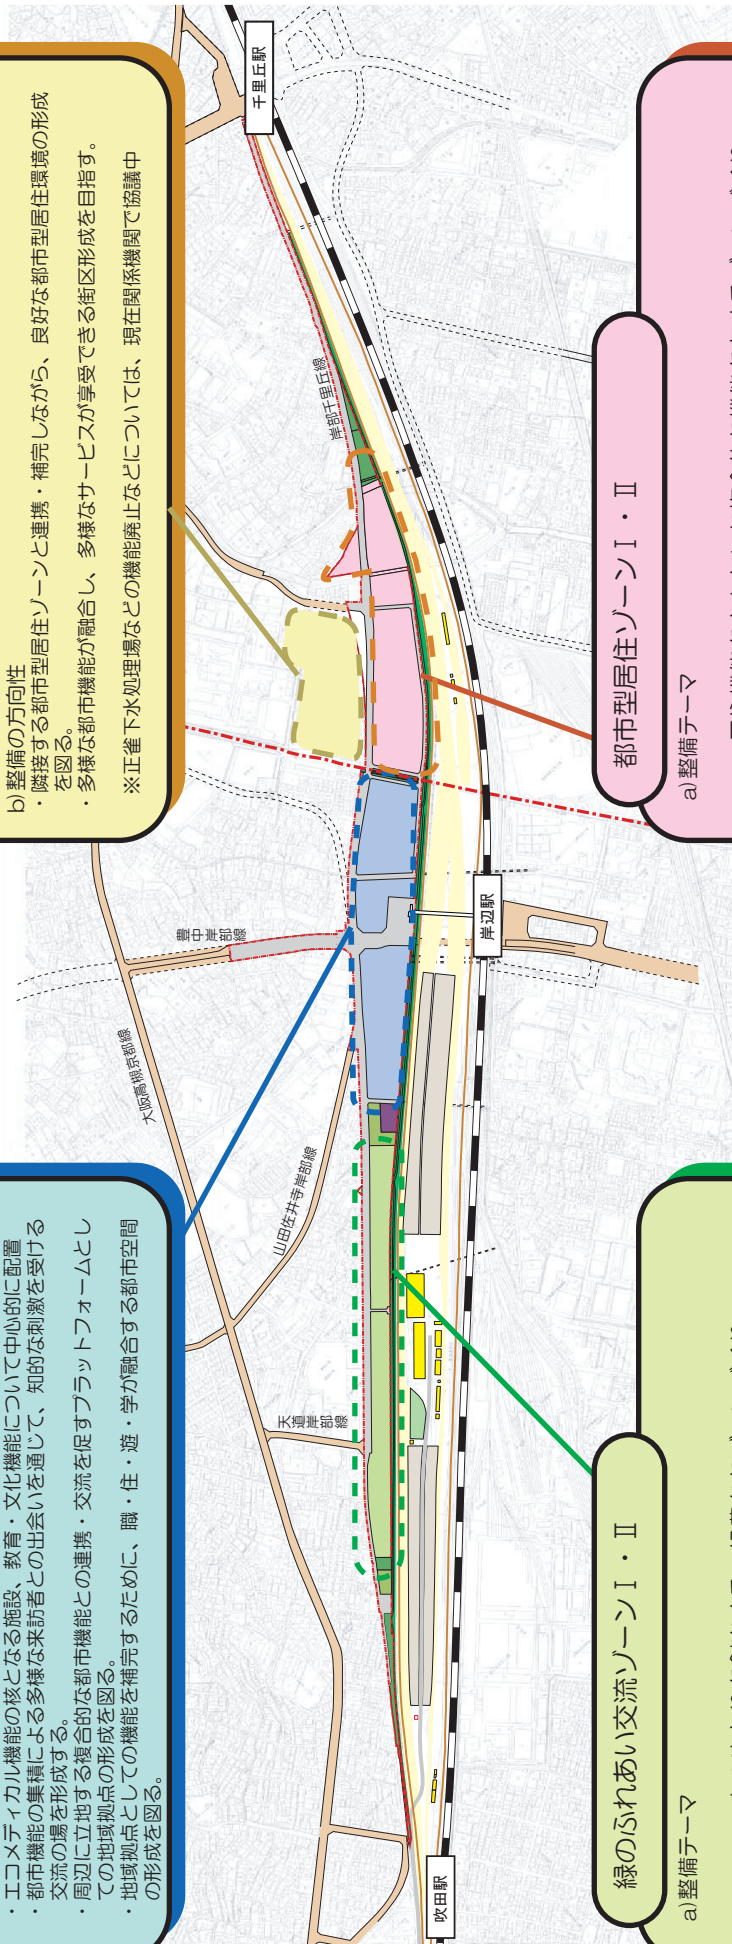 ・エコメディカル機能の核となる施設、教育・文化機能について中心的に配置
・都市機能の集積による多様な来訪者との出会いを通じて、知的な刺激を受ける
交流の場を形成する。
・周辺に立地する複合的な都市機能との連携・交流を促すプラットフォームとし
ての地域拠点の形成を図る。
・地域拠点としての機能を補完するために、職・住・遊・学が融合する都市空間
の形成を図る。
b)整備の方向性
・隣接する都市型居住ゾーンと連携・補完しながら、良好な都市型居住環境の形成
を図る。
・多様な都市機能が融合し、多様なサービスが享受できる街区形成を目指す。
※正雀下水処理場などの機能廃止などについては、現在関係機関で協議中
大阪高槻京都線
豊中岸部線
山田佐井寺岸部線
天道岸部線
岸部千里丘線
吹田駅
岸辺駅
千里丘駅
緑のふれあい交流ゾーンⅠ・Ⅱ
a)整備テーマ
都市型居住ゾーンⅠ・Ⅱ
a)整備テーマ